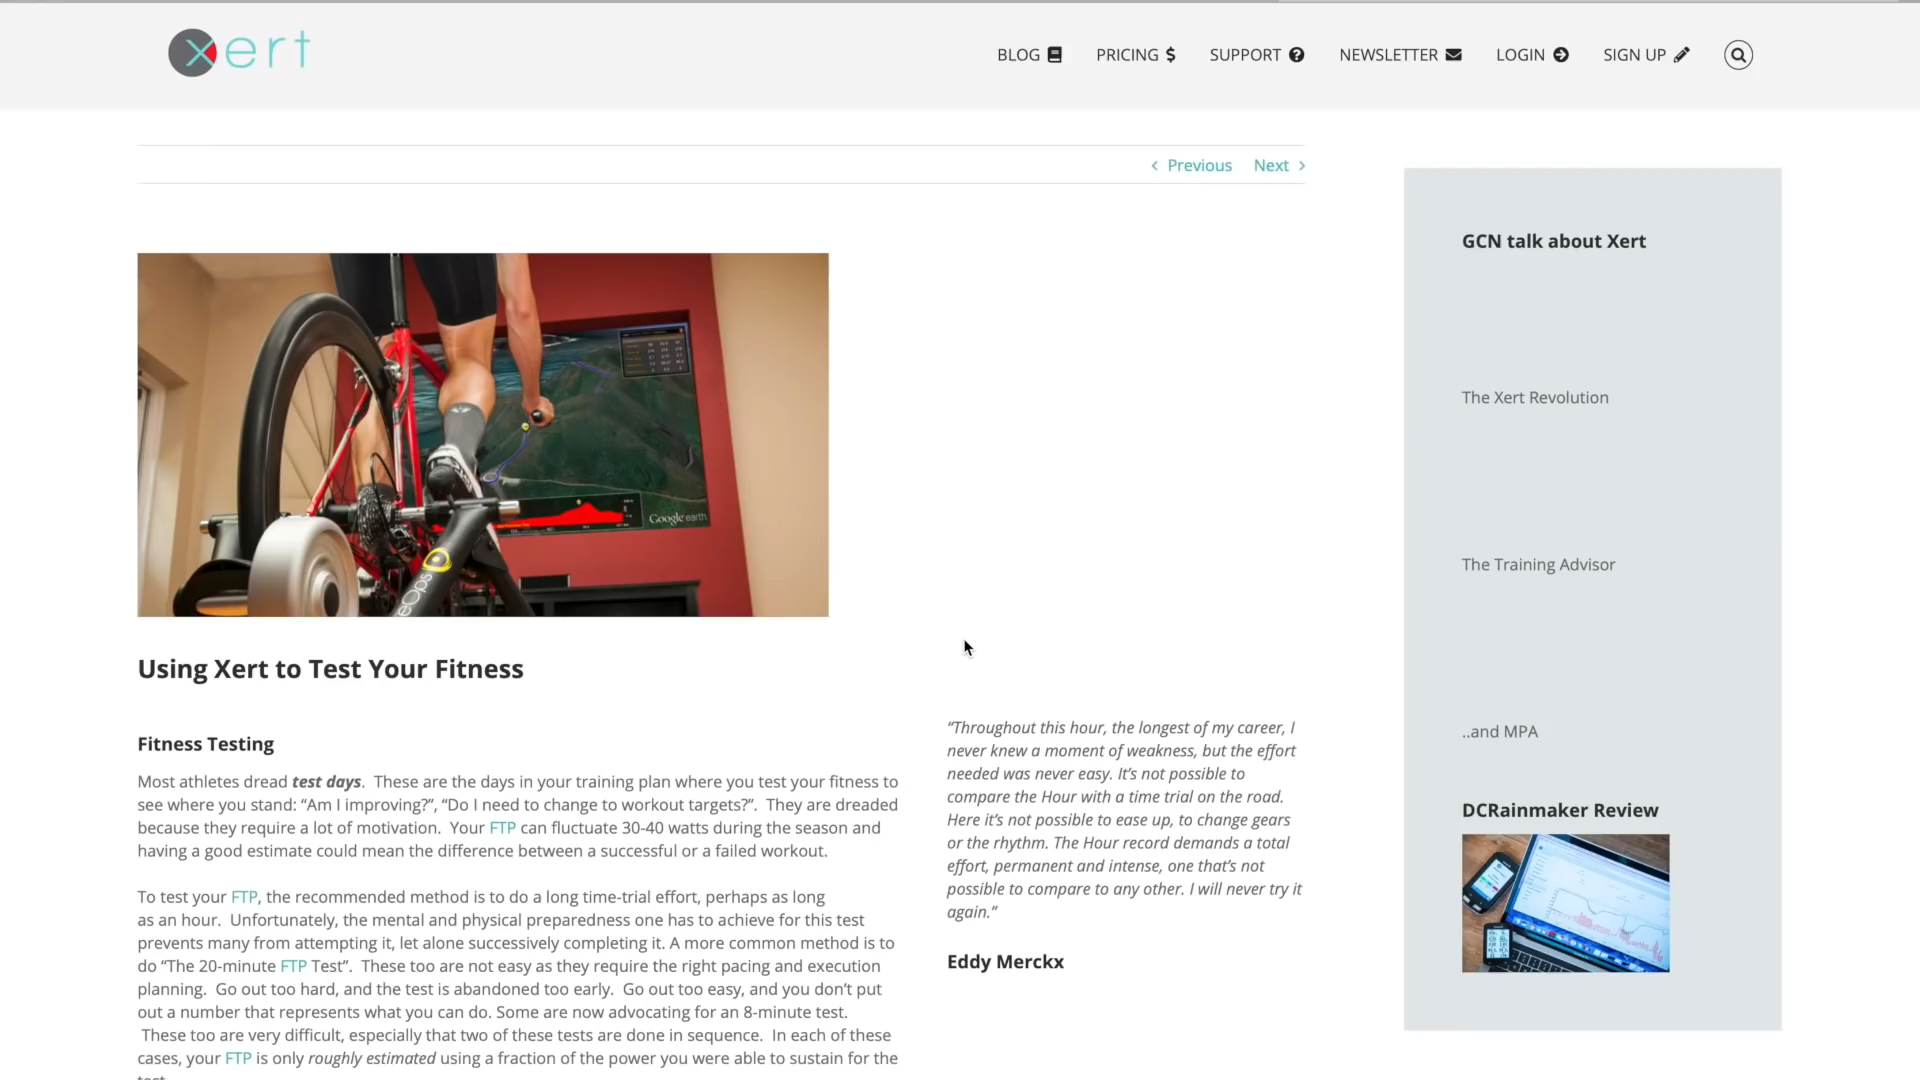 xert
BLOG
PRICING $
SUPPORT ?
NEWSLETTER
LOGIN
SIGN UP
‹ Previous Next ›
Google earth
eOps
Using Xert to Test Your Fitness
Fitness Testing
Most athletes dread test days.  These are the days in your training plan where you test your fitness to
see where you stand: “Am I improving?”, “Do I need to change to workout targets?”.  They are dreaded
because they require a lot of motivation.  Your FTP can fluctuate 30-40 watts during the season and
having a good estimate could mean the difference between a successful or a failed workout.
To test your FTP, the recommended method is to do a long time-trial effort, perhaps as long
as an hour.  Unfortunately, the mental and physical preparedness one has to achieve for this test
prevents many from attempting it, let alone successively completing it. A more common method is to
do “The 20-minute FTP Test”.  These too are not easy as they require the right pacing and execution
planning.  Go out too hard, and the test is abandoned too early.  Go out too easy, and you don’t put
out a number that represents what you can do. Some are now advocating for an 8-minute test.
These too are very difficult, especially that two of these tests are done in sequence.  In each of these
cases, your FTP is only roughly estimated using a fraction of the power you were able to sustain for the
“Throughout this hour, the longest of my career, I
never knew a moment of weakness, but the effort
needed was never easy. It’s not possible to
compare the Hour with a time trial on the road.
Here it’s not possible to ease up, to change gears
or the rhythm. The Hour record demands a total
effort, permanent and intense, one that’s not
possible to compare to any other. I will never try it
again.”
Eddy Merckx
GCN talk about Xert
The Xert Revolution
The Training Advisor
..and MPA
DCRainmaker Review